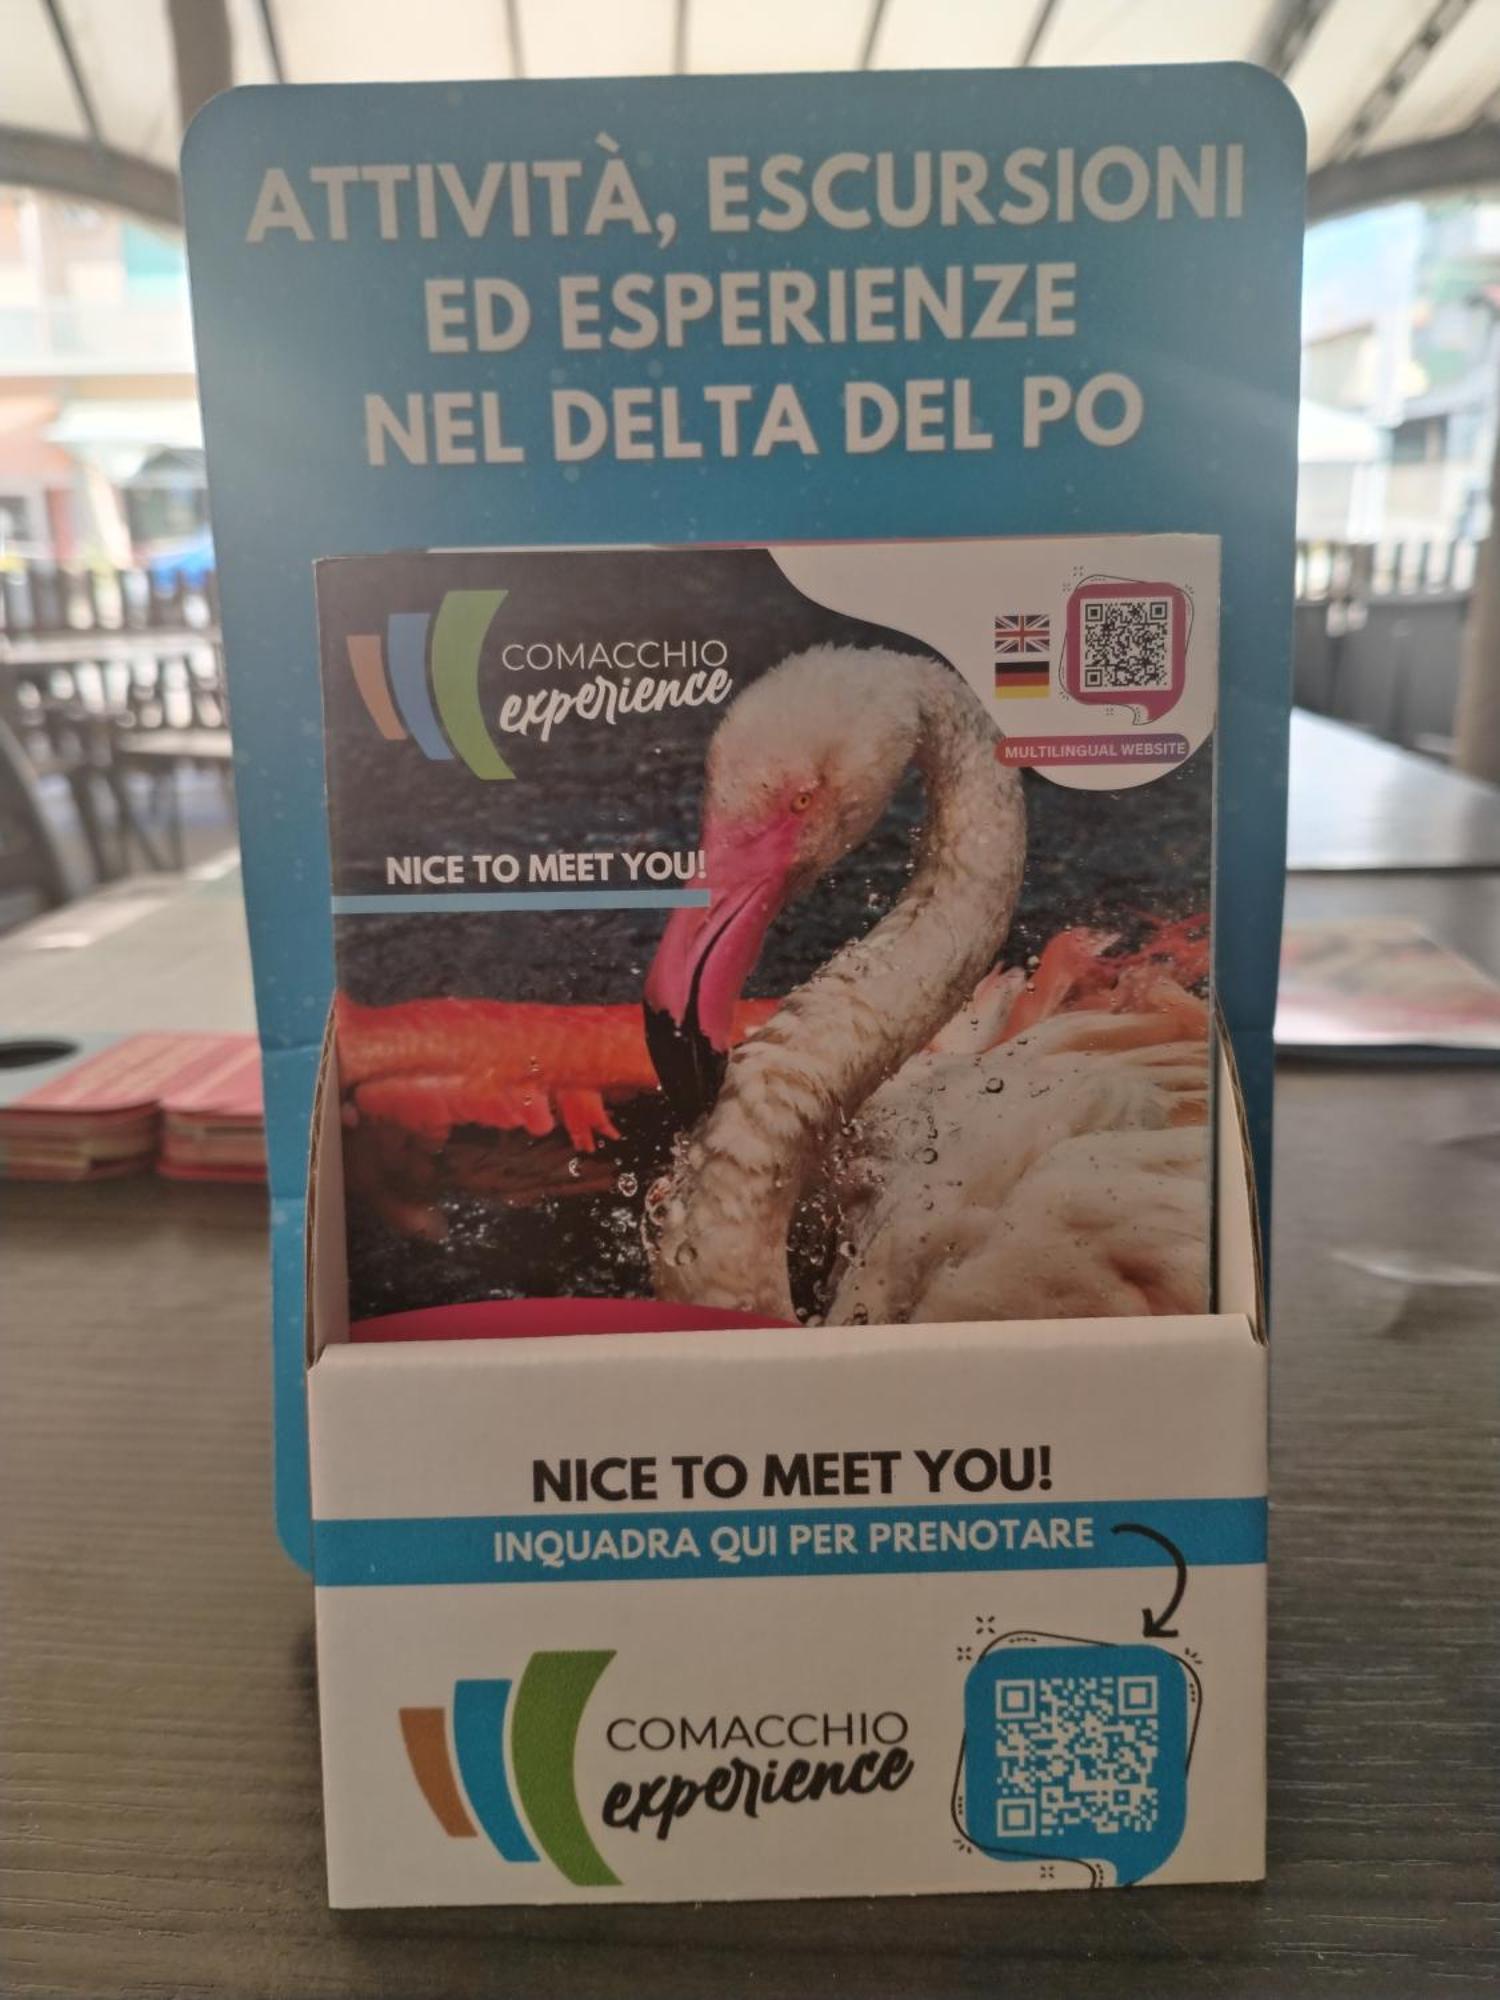 ATTIVITÀ, ESCURSIONI
ED ESPERIENZE
NEL DELTA DEL PO
COMACCHIO
experience
MULTILINGUAL WEBSITE
NICE TO MEET YOU!
NICE TO MEET YOU!
INQUADRA QUI PER PRENOTARE
COMACCHIO
experience